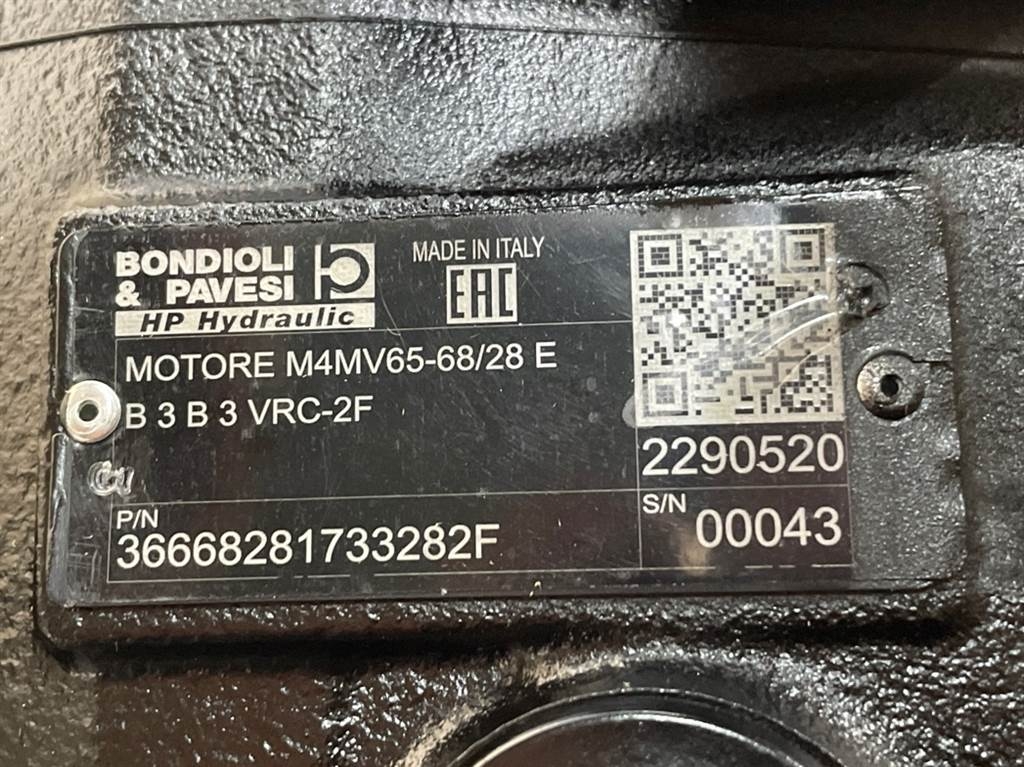 BONDIOLI
& PAVESI
HP Hydraulic
MADE IN ITALY
EAC
MOTORE M4MV65-68/28 E
B 3 B 3 VRC-2F
2290520
P/N
36668281733282F
S/N
00043